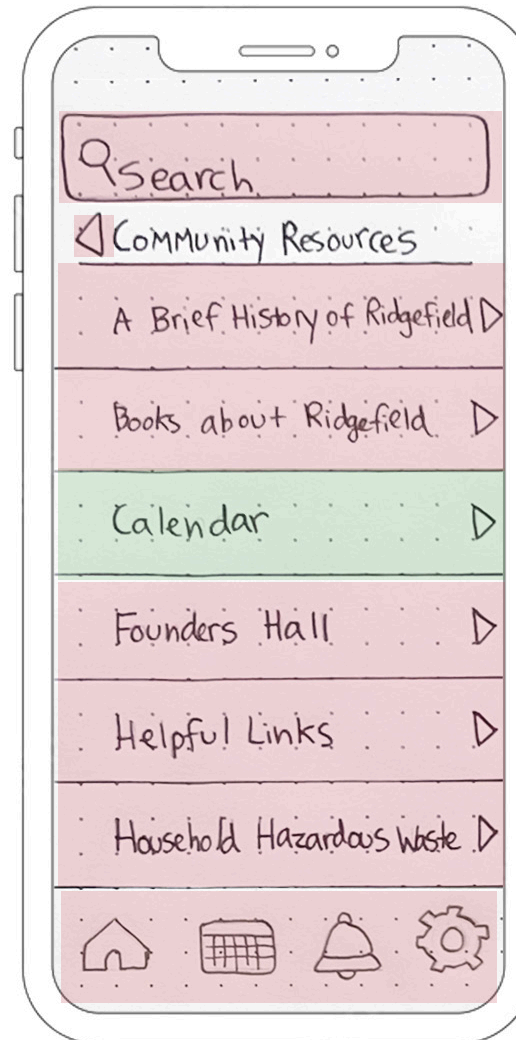 Search
Community Resources
A Brief History of Ridgefield
Books about Ridgefield
Calendar
Founders Hall
Helpful Links
Household Hazardous Waste